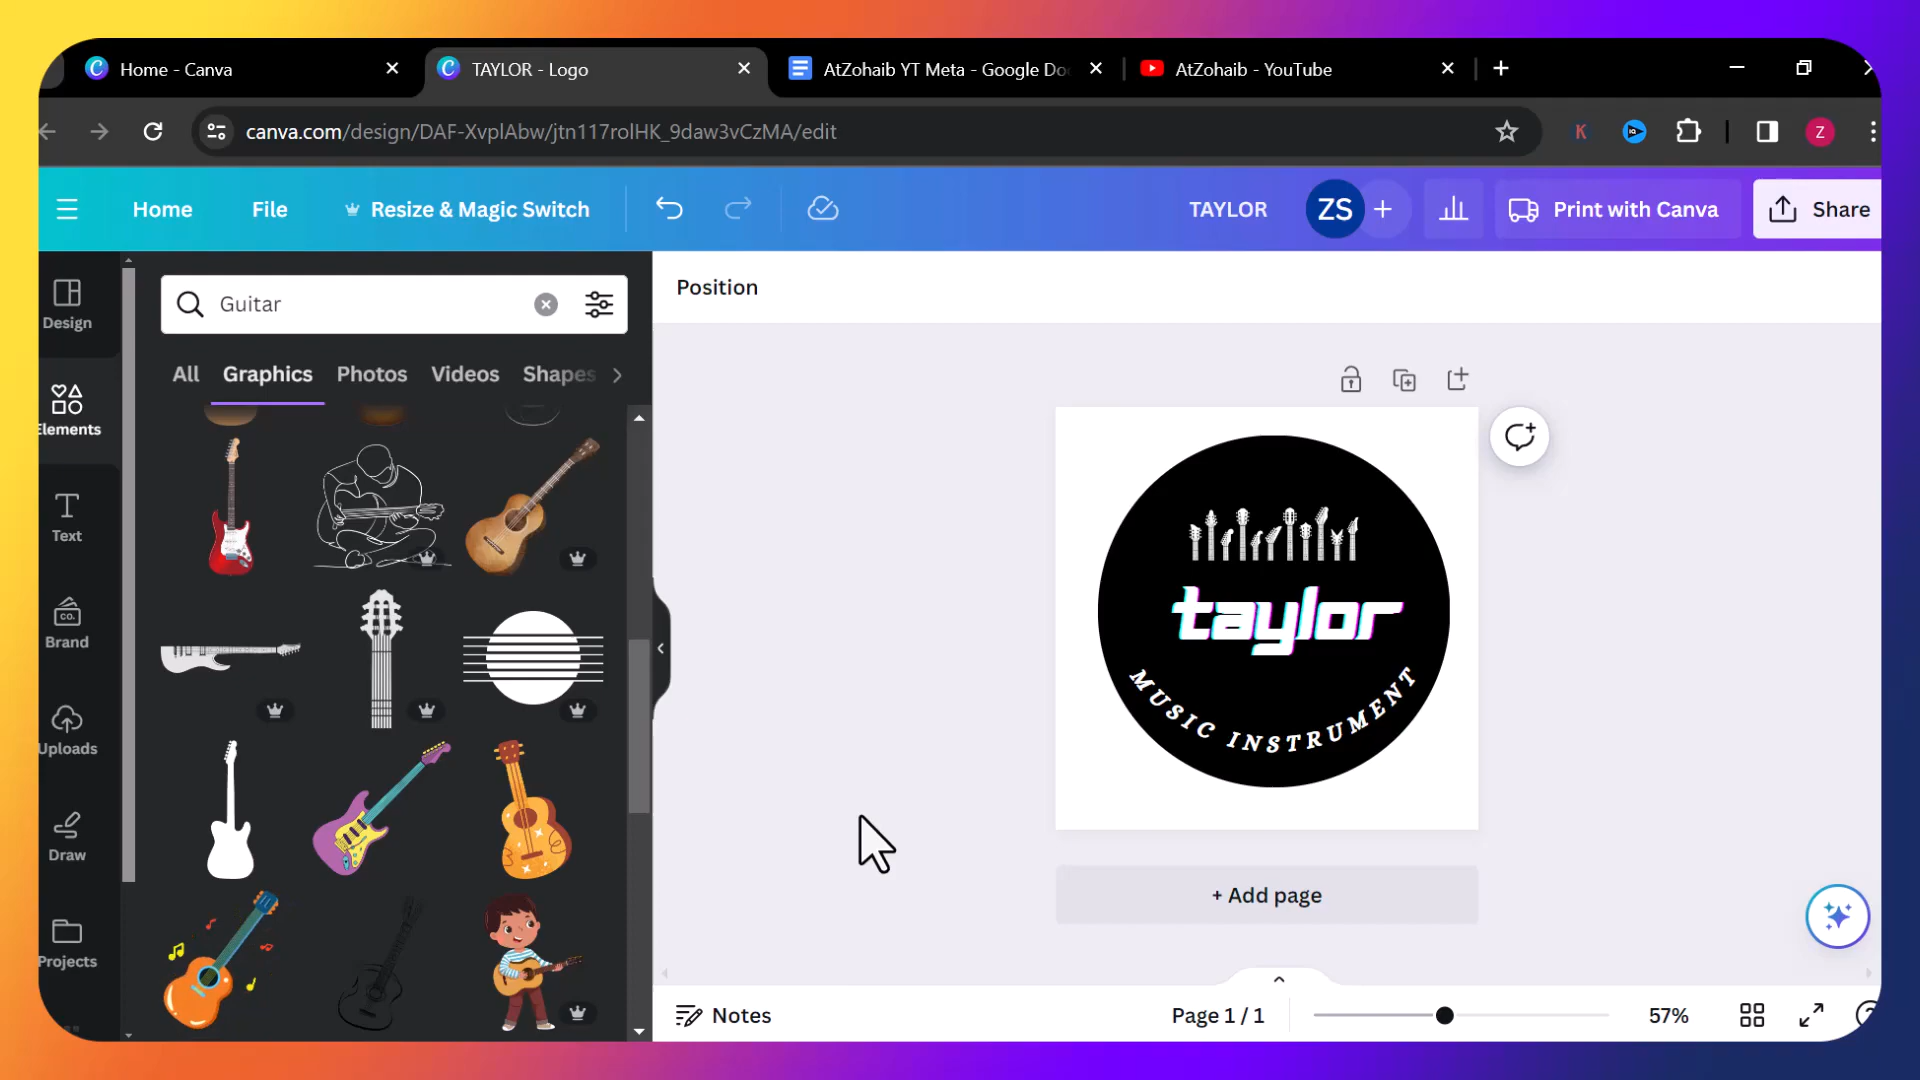 Home - Canva
TAYLOR - Logo
AtZohaib YT Meta - Google Do
AtZohaib - YouTube
canva.com/design/DAF-XvplAbw/jtn117rolHK_9daw3vCzMA/edit
K
Z
Home
File
Resize & Magic Switch
TAYLOR
ZS
Print with Canva
Share
Design
Elements
Text
Brand
Uploads
Draw
Projects
CO.
Guitar
All
Graphics
Photos
Videos
Shapes
Position
taylor
MUSIC INSTRUMENT
+ Add page
Notes
Page 1 / 1
57%